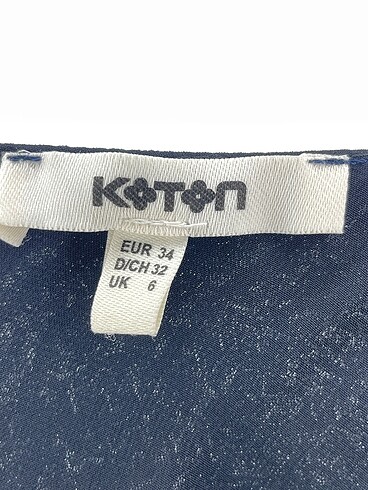 KOTON
EUR 34
D/CH 32
UK 6